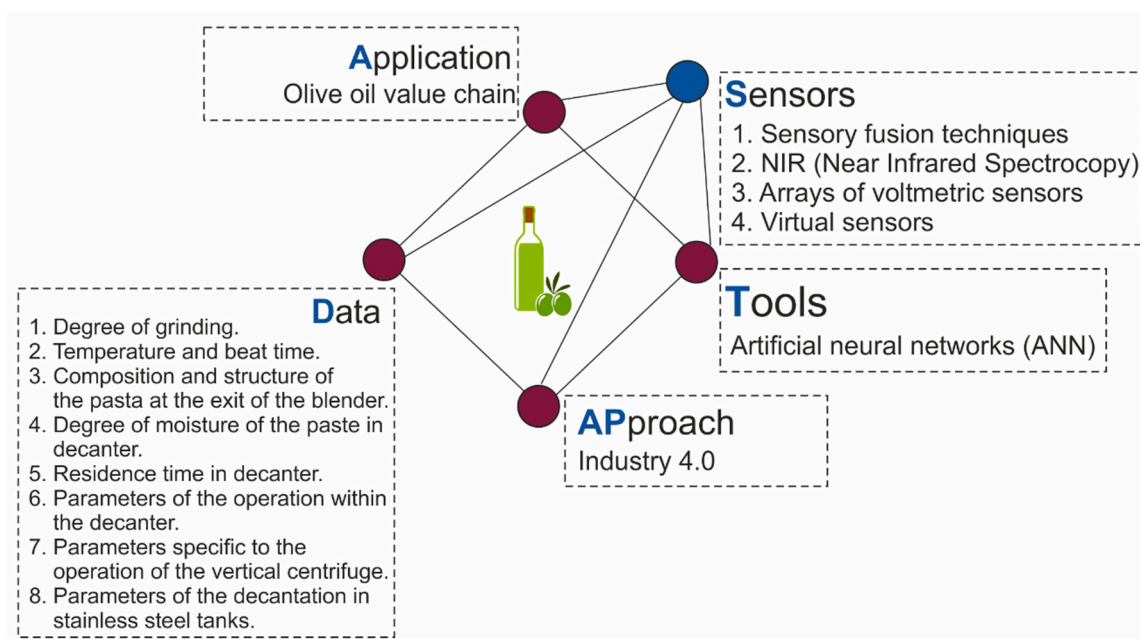 Application
Olive oil value chain
Sensors
1. Sensory fusion techniques
2. NIR (Near Infrared Spectrocopy)
3. Arrays of voltmetric sensors
4. Virtual sensors
Data
1. Degree of grinding.
2. Temperature and beat time.
3. Composition and structure of
the pasta at the exit of the blender.
4. Degree of moisture of the paste in
decanter.
5. Residence time in decanter.
6. Parameters of the operation within
the decanter.
7. Parameters specific to the
operation of the vertical centrifuge.
8. Parameters of the decantation in
stainless steel tanks.
Tools
Artificial neural networks (ANN)
APproach
Industry 4.0